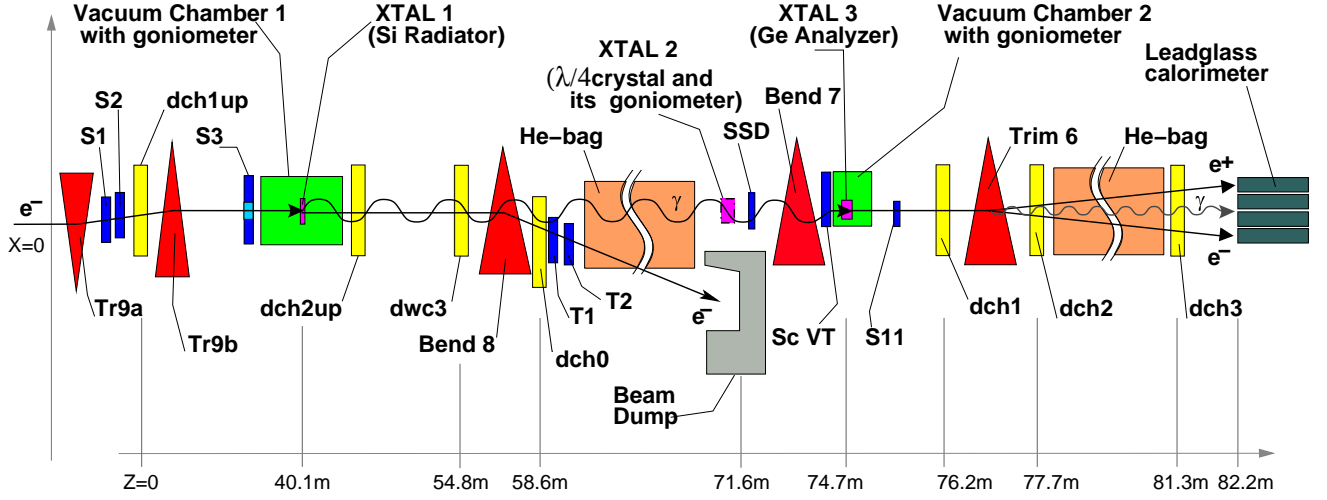 Vacuum Chamber 1
with goniometer
XTAL 1
(Si Radiator)
XTAL 2
(λ/4crystal and
its goniometer)
XTAL 3
(Ge Analyzer)
Vacuum Chamber 2
with goniometer
Leadglass
calorimeter
S1
S2
dch1up
S3
He−bag
SSD
Bend 7
Trim 6
He−bag
e−
X=0
γ
e+
γ
e−
Tr9a
Tr9b
dch2up
dwc3
Bend 8
dch0
T1
T2
e−
Beam
Dump
Sc VT
S11
dch1
dch2
dch3
Z=0
40.1m
54.8m
58.6m
71.6m
74.7m
76.2m
77.7m
81.3m
82.2m